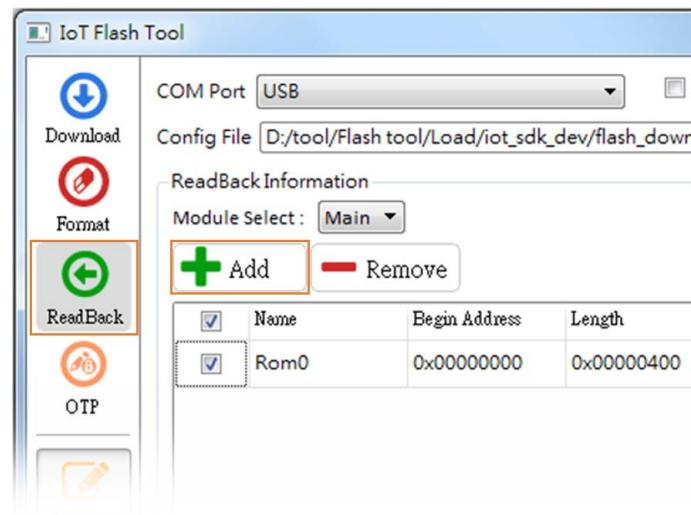 IoT Flash Tool
Download
Format
ReadBack
OTP
COM Port USB
Config File D:/tool/Flash tool/Load/iot_sdk_dev/flash_down
ReadBack Information
Module Select : Main
Add Remove
Name Begin Address Length
Rom0 0x00000000 0x00000400